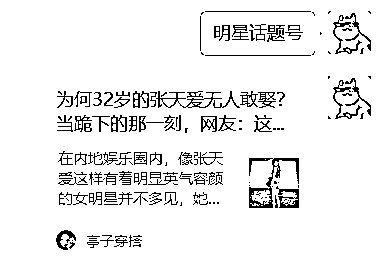 明星话题号
为何32岁的张天爱无人敢娶?
当跪下的那一刻，网友：这...
在内地娱乐圈内，像张天
爱这样有着明显英气容颜
的女明星并不多见，她...
亭子穿搭